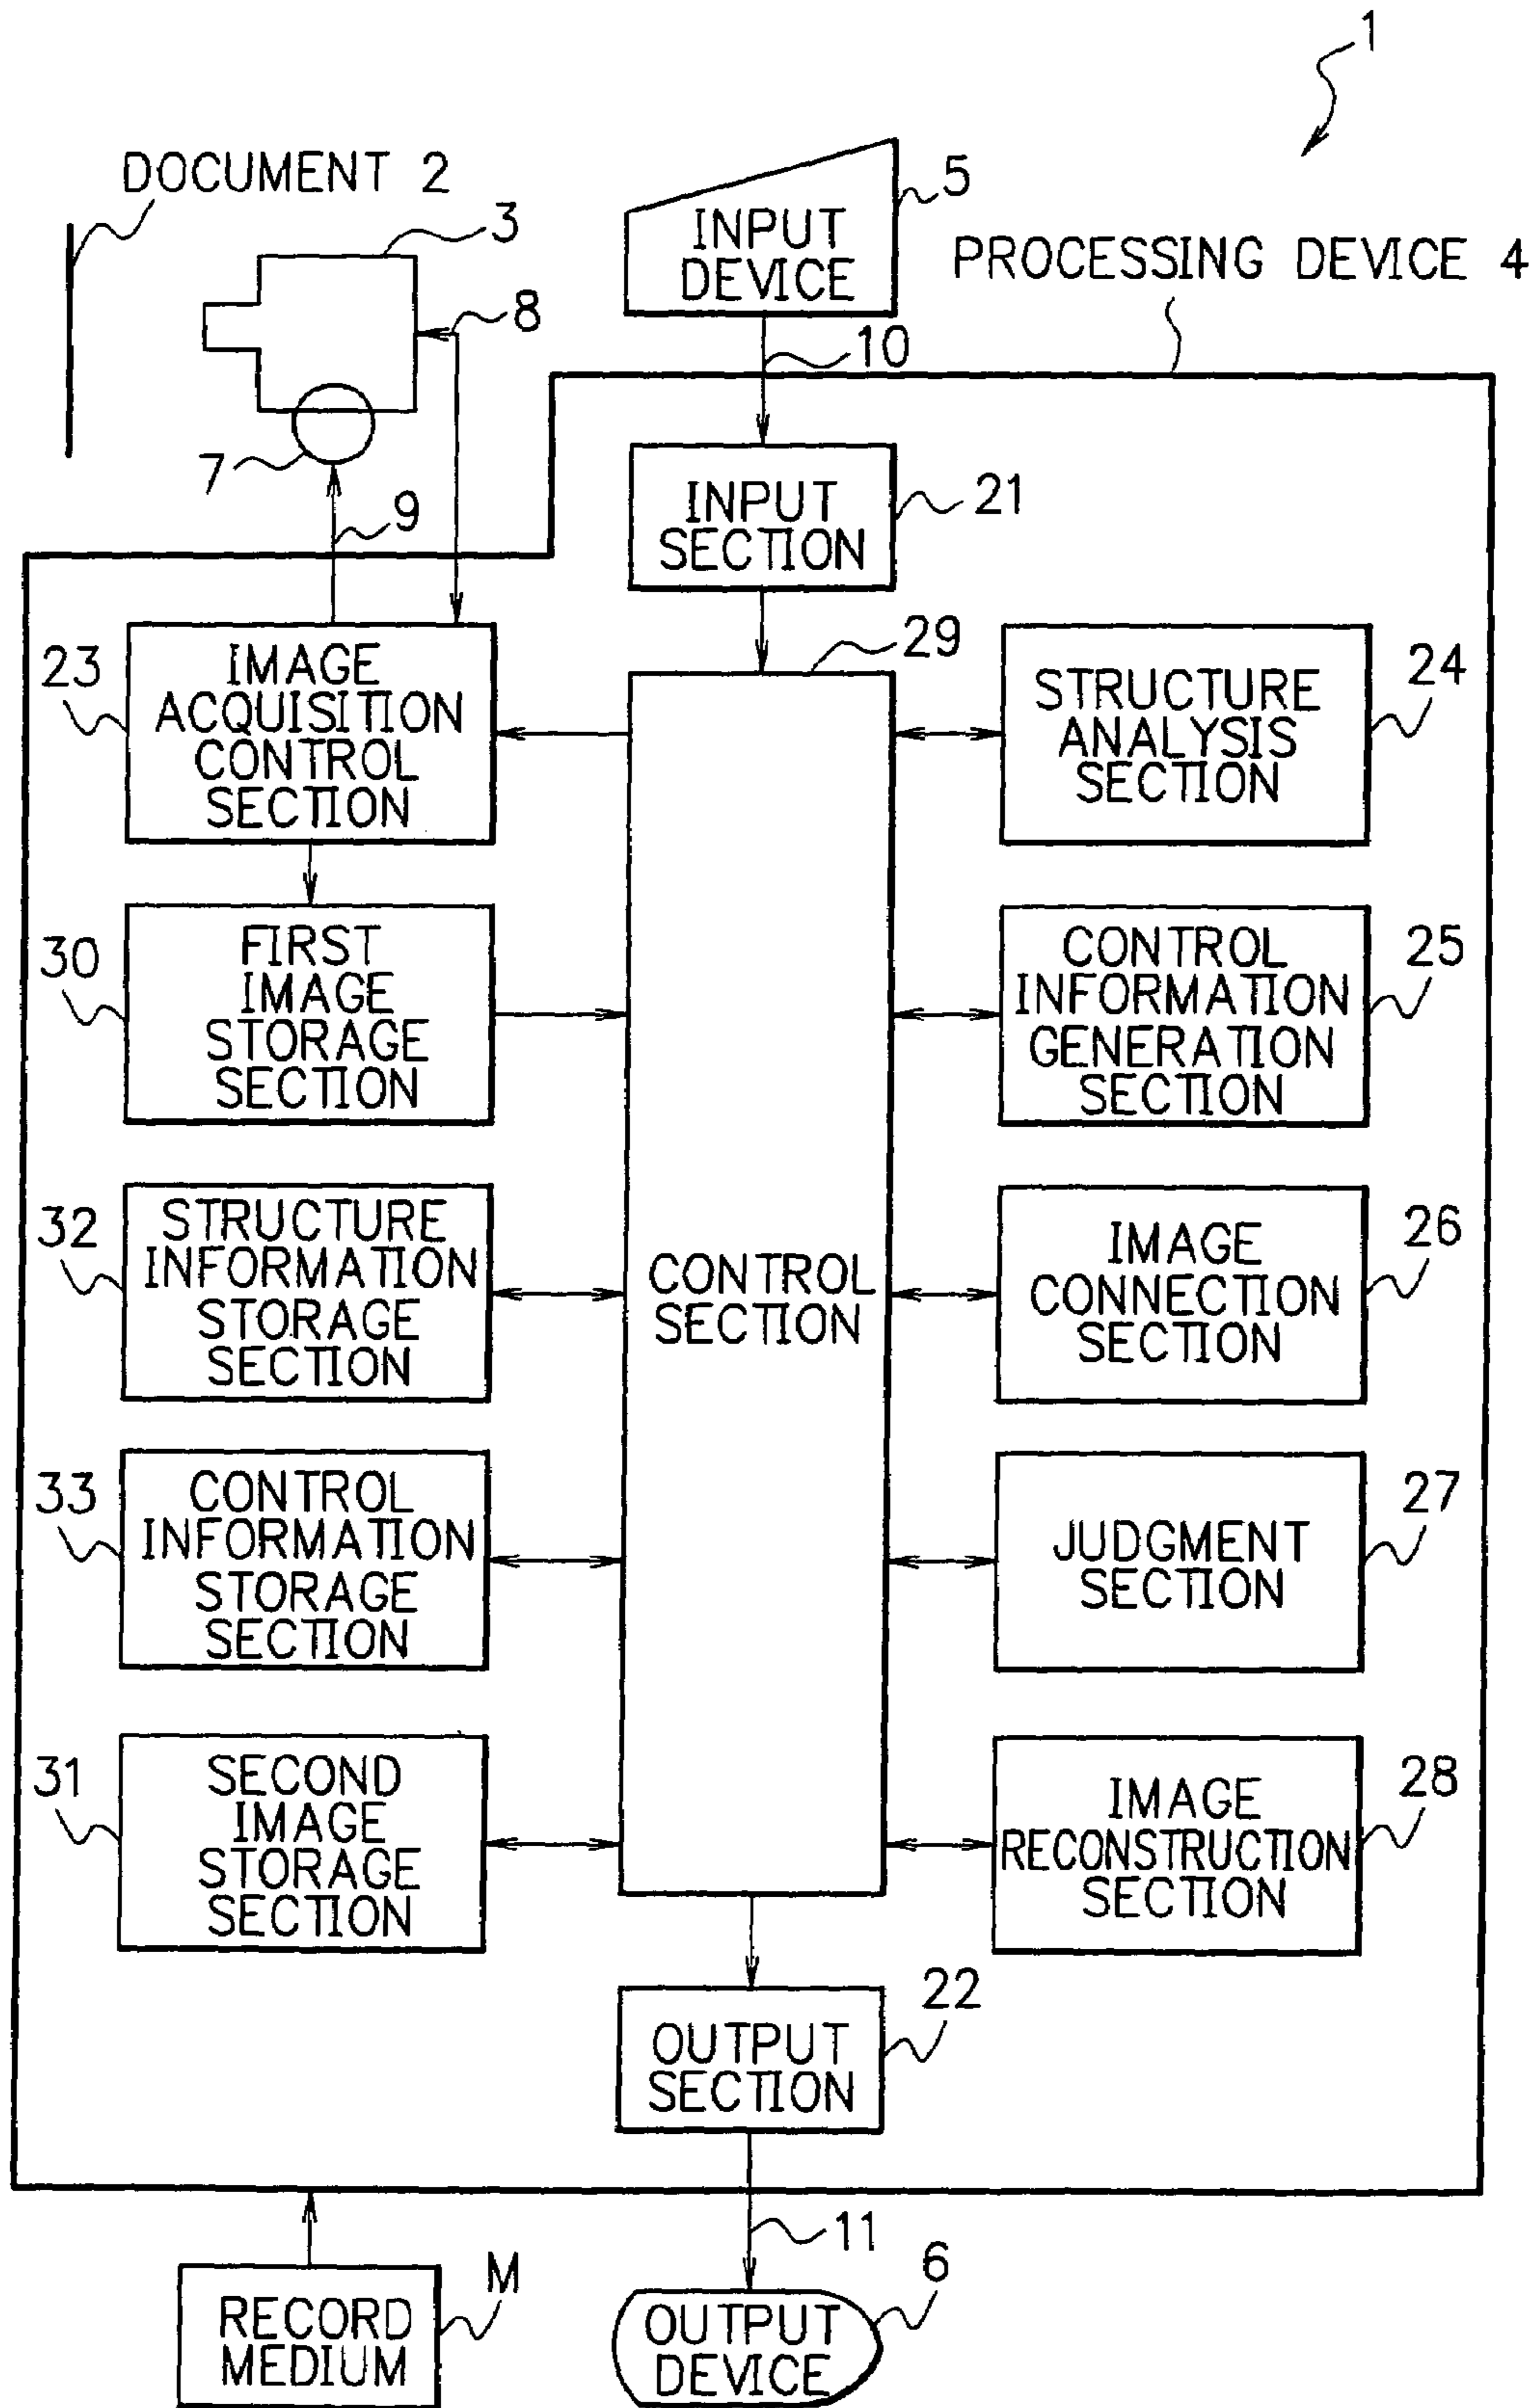 1
DOCUMENT 2
3
5
INPUT
DEVICE
PROCESSING DEVICE 4
8
10
7
9
INPUT
SECTION
21
29
23
IMAGE
ACQUISITION
CONTROL
SECTION
STRUCTURE
ANALYSIS
SECTION
24
30
FIRST
IMAGE
STORAGE
SECTION
CONTROL
INFORMATION
GENERATION
SECTION
25
32
STRUCTURE
INFORMATION
STORAGE
SECTION
CONTROL
SECTION
IMAGE
CONNECTION
SECTION
26
33
CONTROL
INFORMATION
STORAGE
SECTION
JUDGMENT
SECTION
27
31
SECOND
IMAGE
STORAGE
SECTION
IMAGE
RECONSTRUCTION
SECTION
28
22
OUTPUT
SECTION
11
M
RECORD
MEDIUM
6
OUTPUT
DEVICE